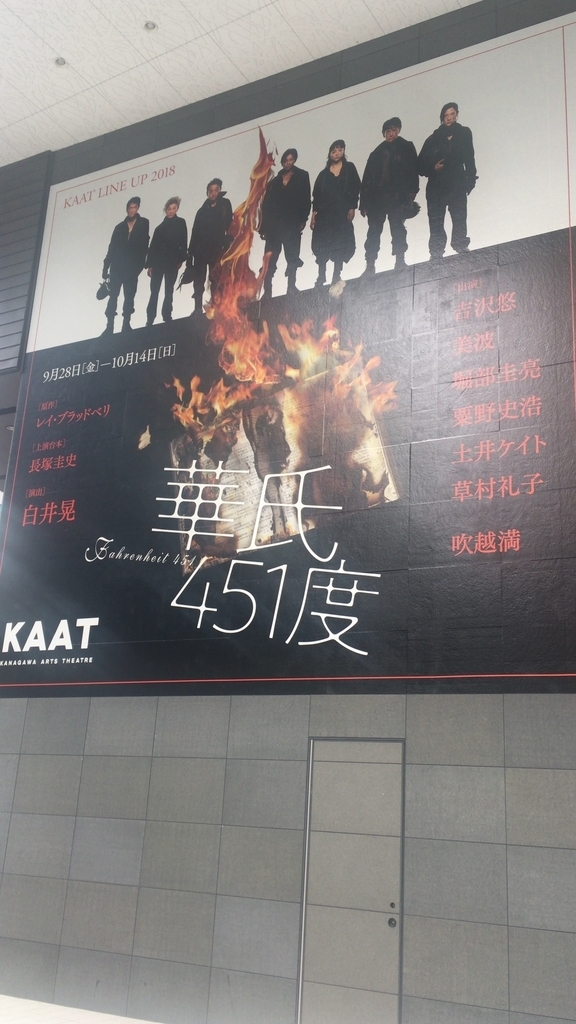 KAAT LINE UP 2018
9月28日[金]—10月14日[日]
[原作]
レイ・ブラッドベリ
[上演台本]
長塚圭史
[演出]
白井晃
[出演]
吉沢悠
美波
堀部圭亮
粟野史浩
土井ケイト
草村礼子
吹越満
華氏
Fahrenheit 451
451度
KAAT
KANAGAWA ARTS THEATRE